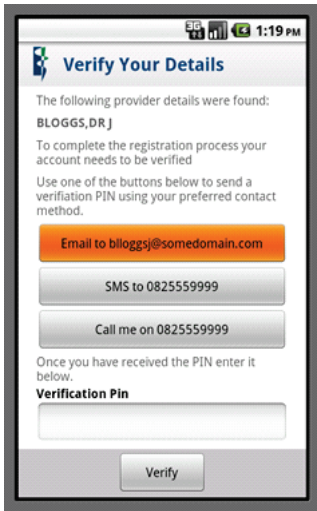 3G
1:19 PM
Verify Your Details
The following provider details were found:
BLOGGS,DR J
To complete the registration process your
account needs to be verified
Use one of the buttons below to send a
verifiation PIN using your preferred contact
method.
Email to blloggsj@somedomain.com
SMS to 0825559999
Call me on 0825559999
Once you have received the PIN enter it
below.
Verification Pin
Verify